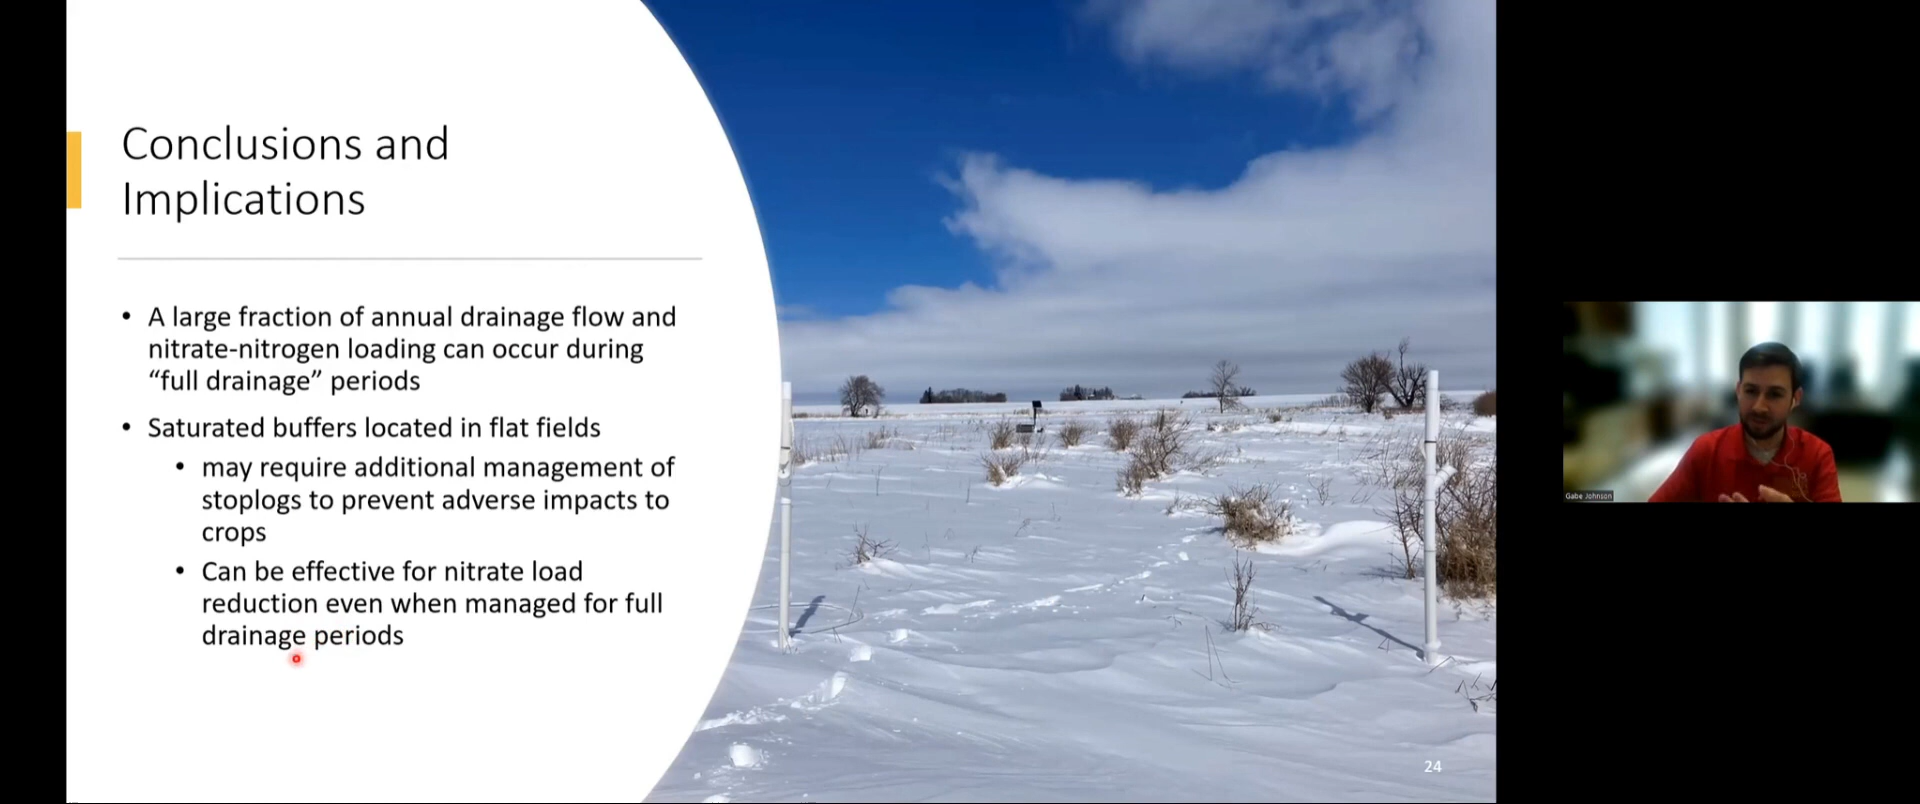 Conclusions and
Implications
• A large fraction of annual drainage flow and
nitrate-nitrogen loading can occur during
“full drainage” periods
• Saturated buffers located in flat fields
• may require additional management of
stoplogs to prevent adverse impacts to
crops
• Can be effective for nitrate load
reduction even when managed for full
drainage periods
24
Gabe Johnson